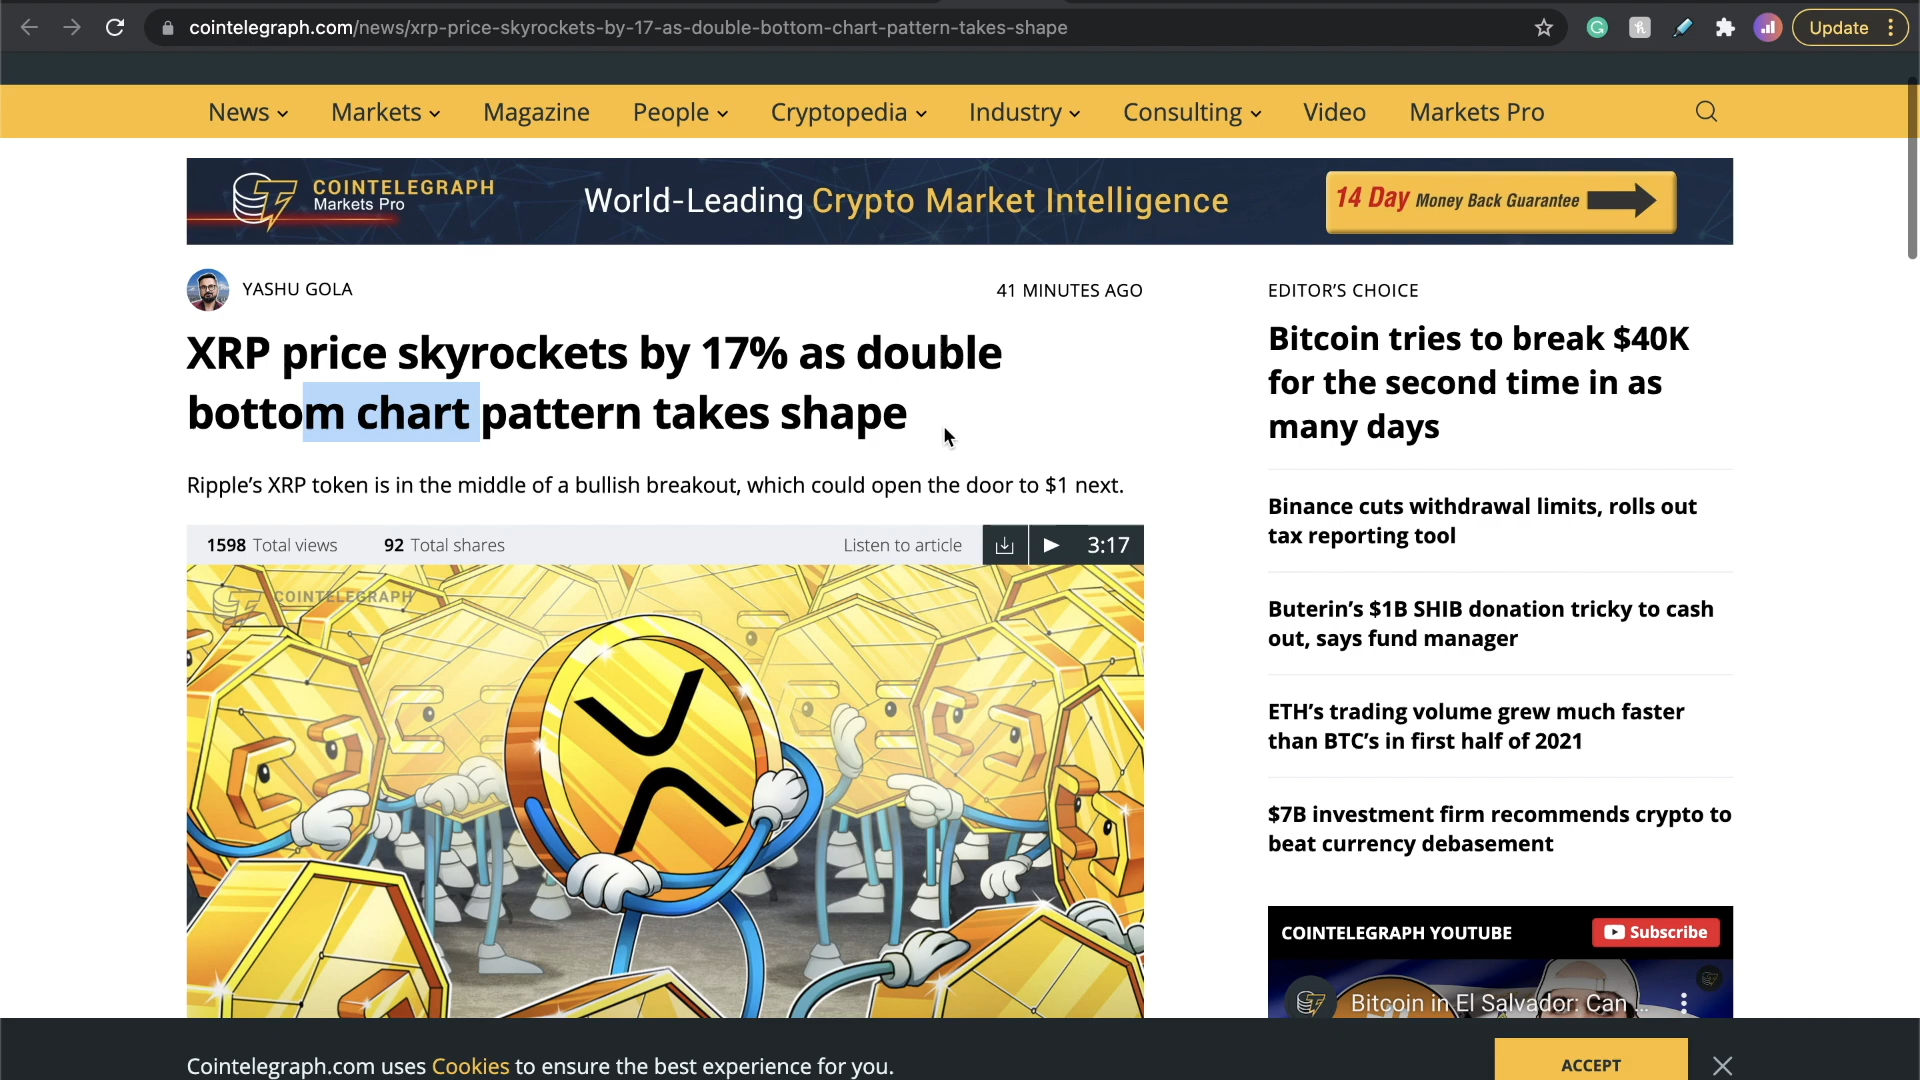 cointelegraph.com/news/xrp-price-skyrockets-by-17-as-double-bottom-chart-pattern-takes-shape
Update
News Markets Magazine People Cryptopedia Industry Consulting Video Markets Pro
COINTELEGRAPH
Markets Pro
World-Leading Crypto Market Intelligence
14 Day Money Back Guarantee
YASHU GOLA
41 MINUTES AGO
XRP price skyrockets by 17% as double
bottom chart pattern takes shape
Ripple's XRP token is in the middle of a bullish breakout, which could open the door to $1 next.
1598 Total views 92 Total shares Listen to article 3:17
COINTELEGRAPH
EDITOR'S CHOICE
Bitcoin tries to break $40K
for the second time in as
many days
Binance cuts withdrawal limits, rolls out
tax reporting tool
Buterin's $1B SHIB donation tricky to cash
out, says fund manager
ETH's trading volume grew much faster
than BTC's in first half of 2021
$7B investment firm recommends crypto to
beat currency debasement
COINTELEGRAPH YOUTUBE Subscribe
Bitcoin in El Salvador: Can ...
Cointelegraph.com uses Cookies to ensure the best experience for you.
ACCEPT